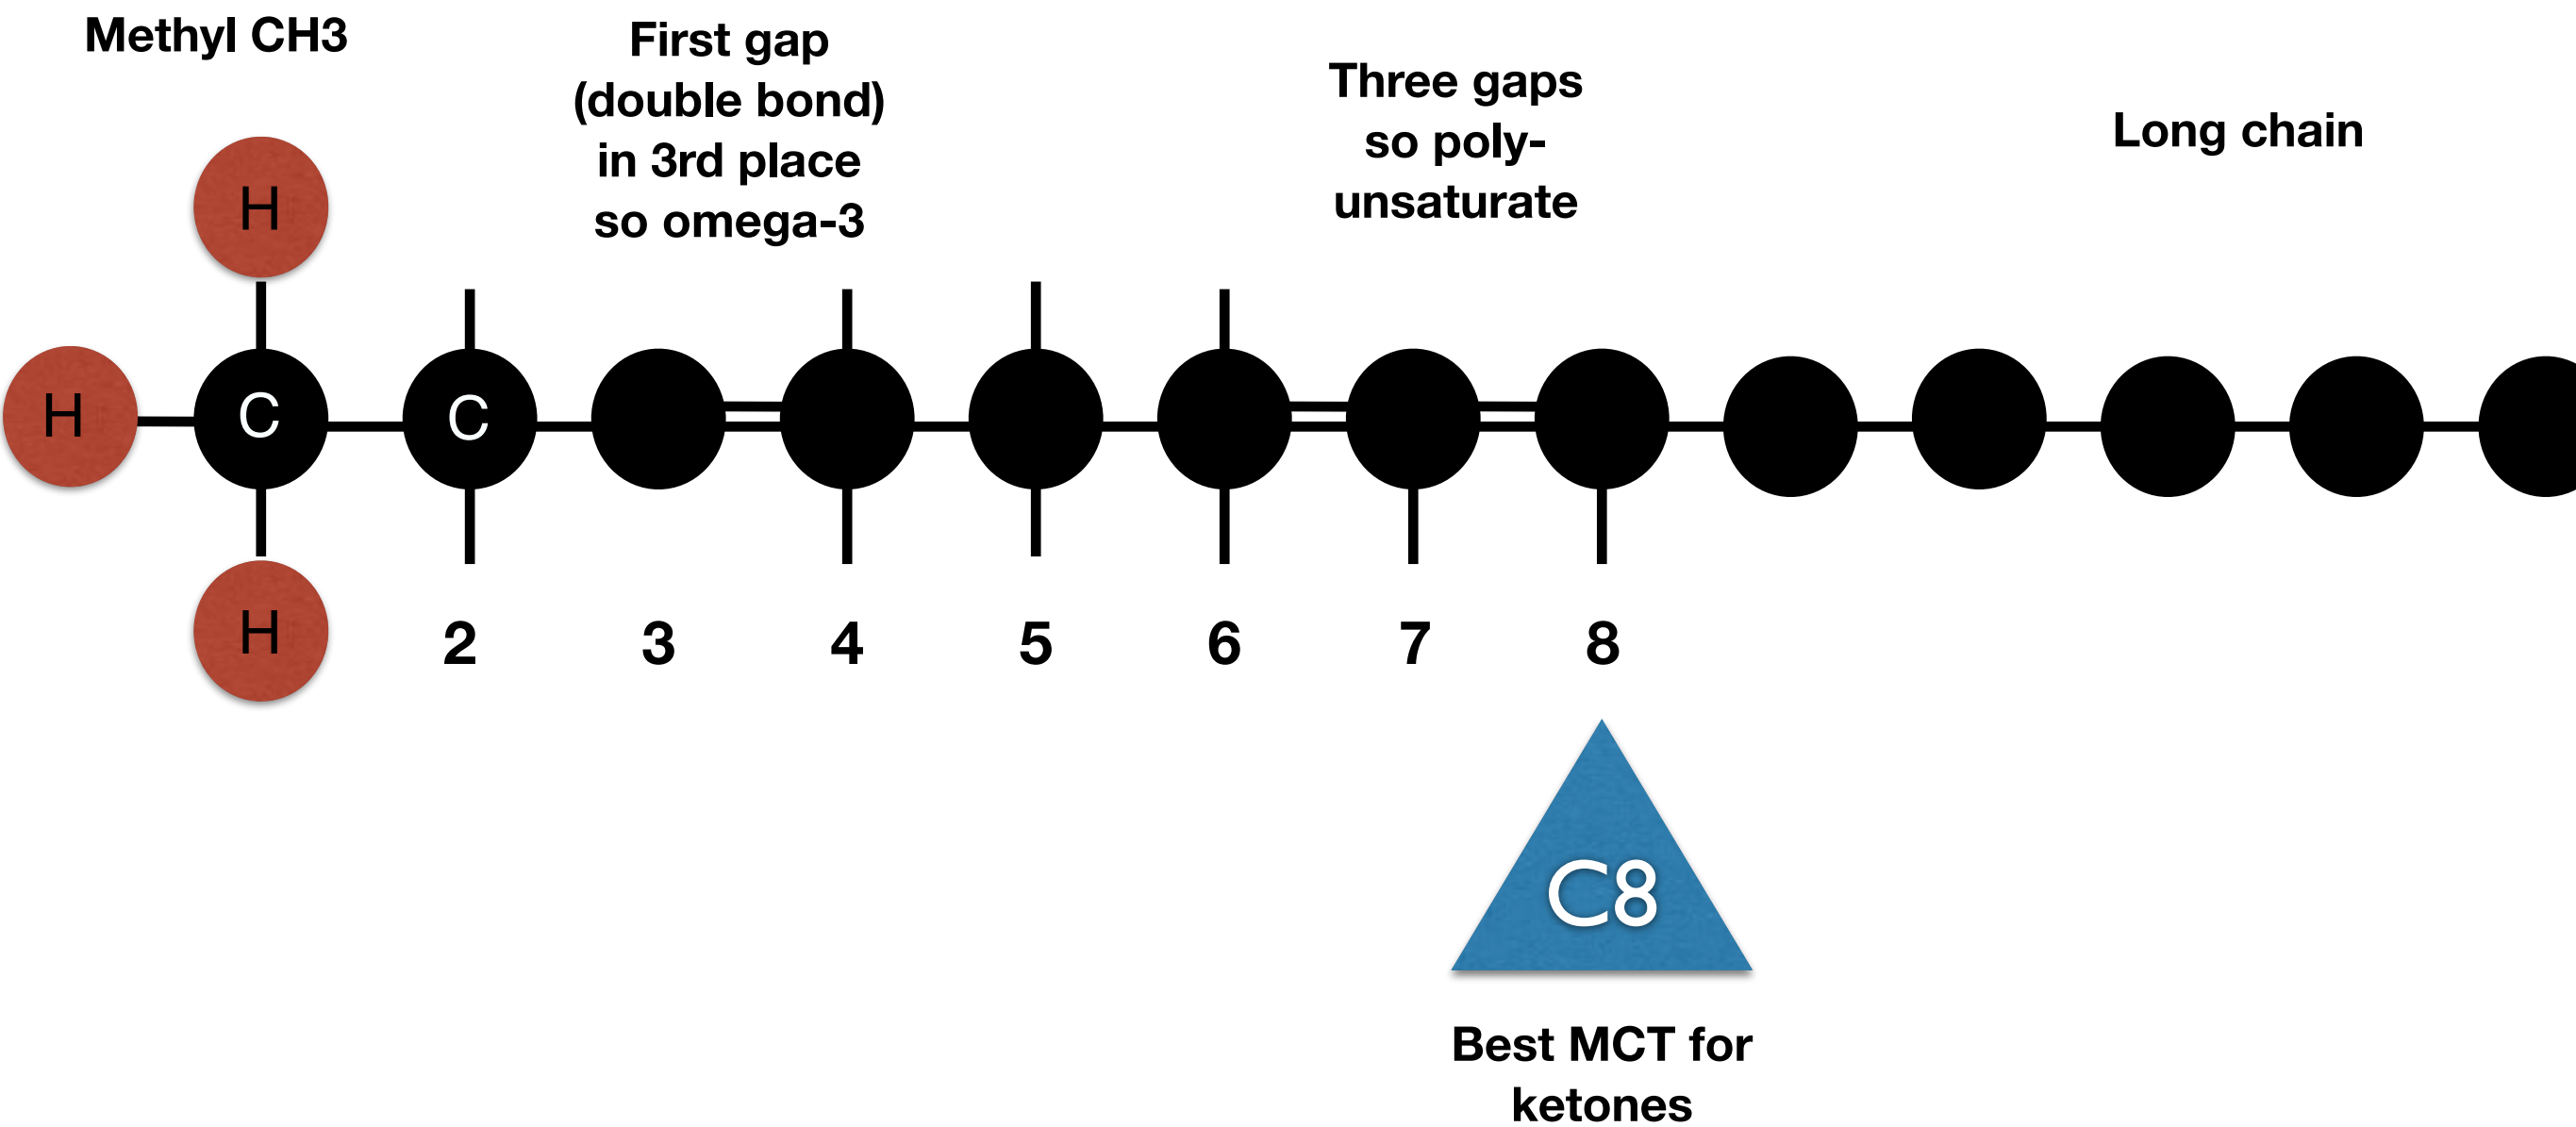 Methyl CH3
First gap
(double bond)
in 3rd place
so omega-3
Three gaps
so poly-
unsaturate
Long chain
H
H
C
C
H
2
3
4
5
6
7
8
C8
Best MCT for
ketones